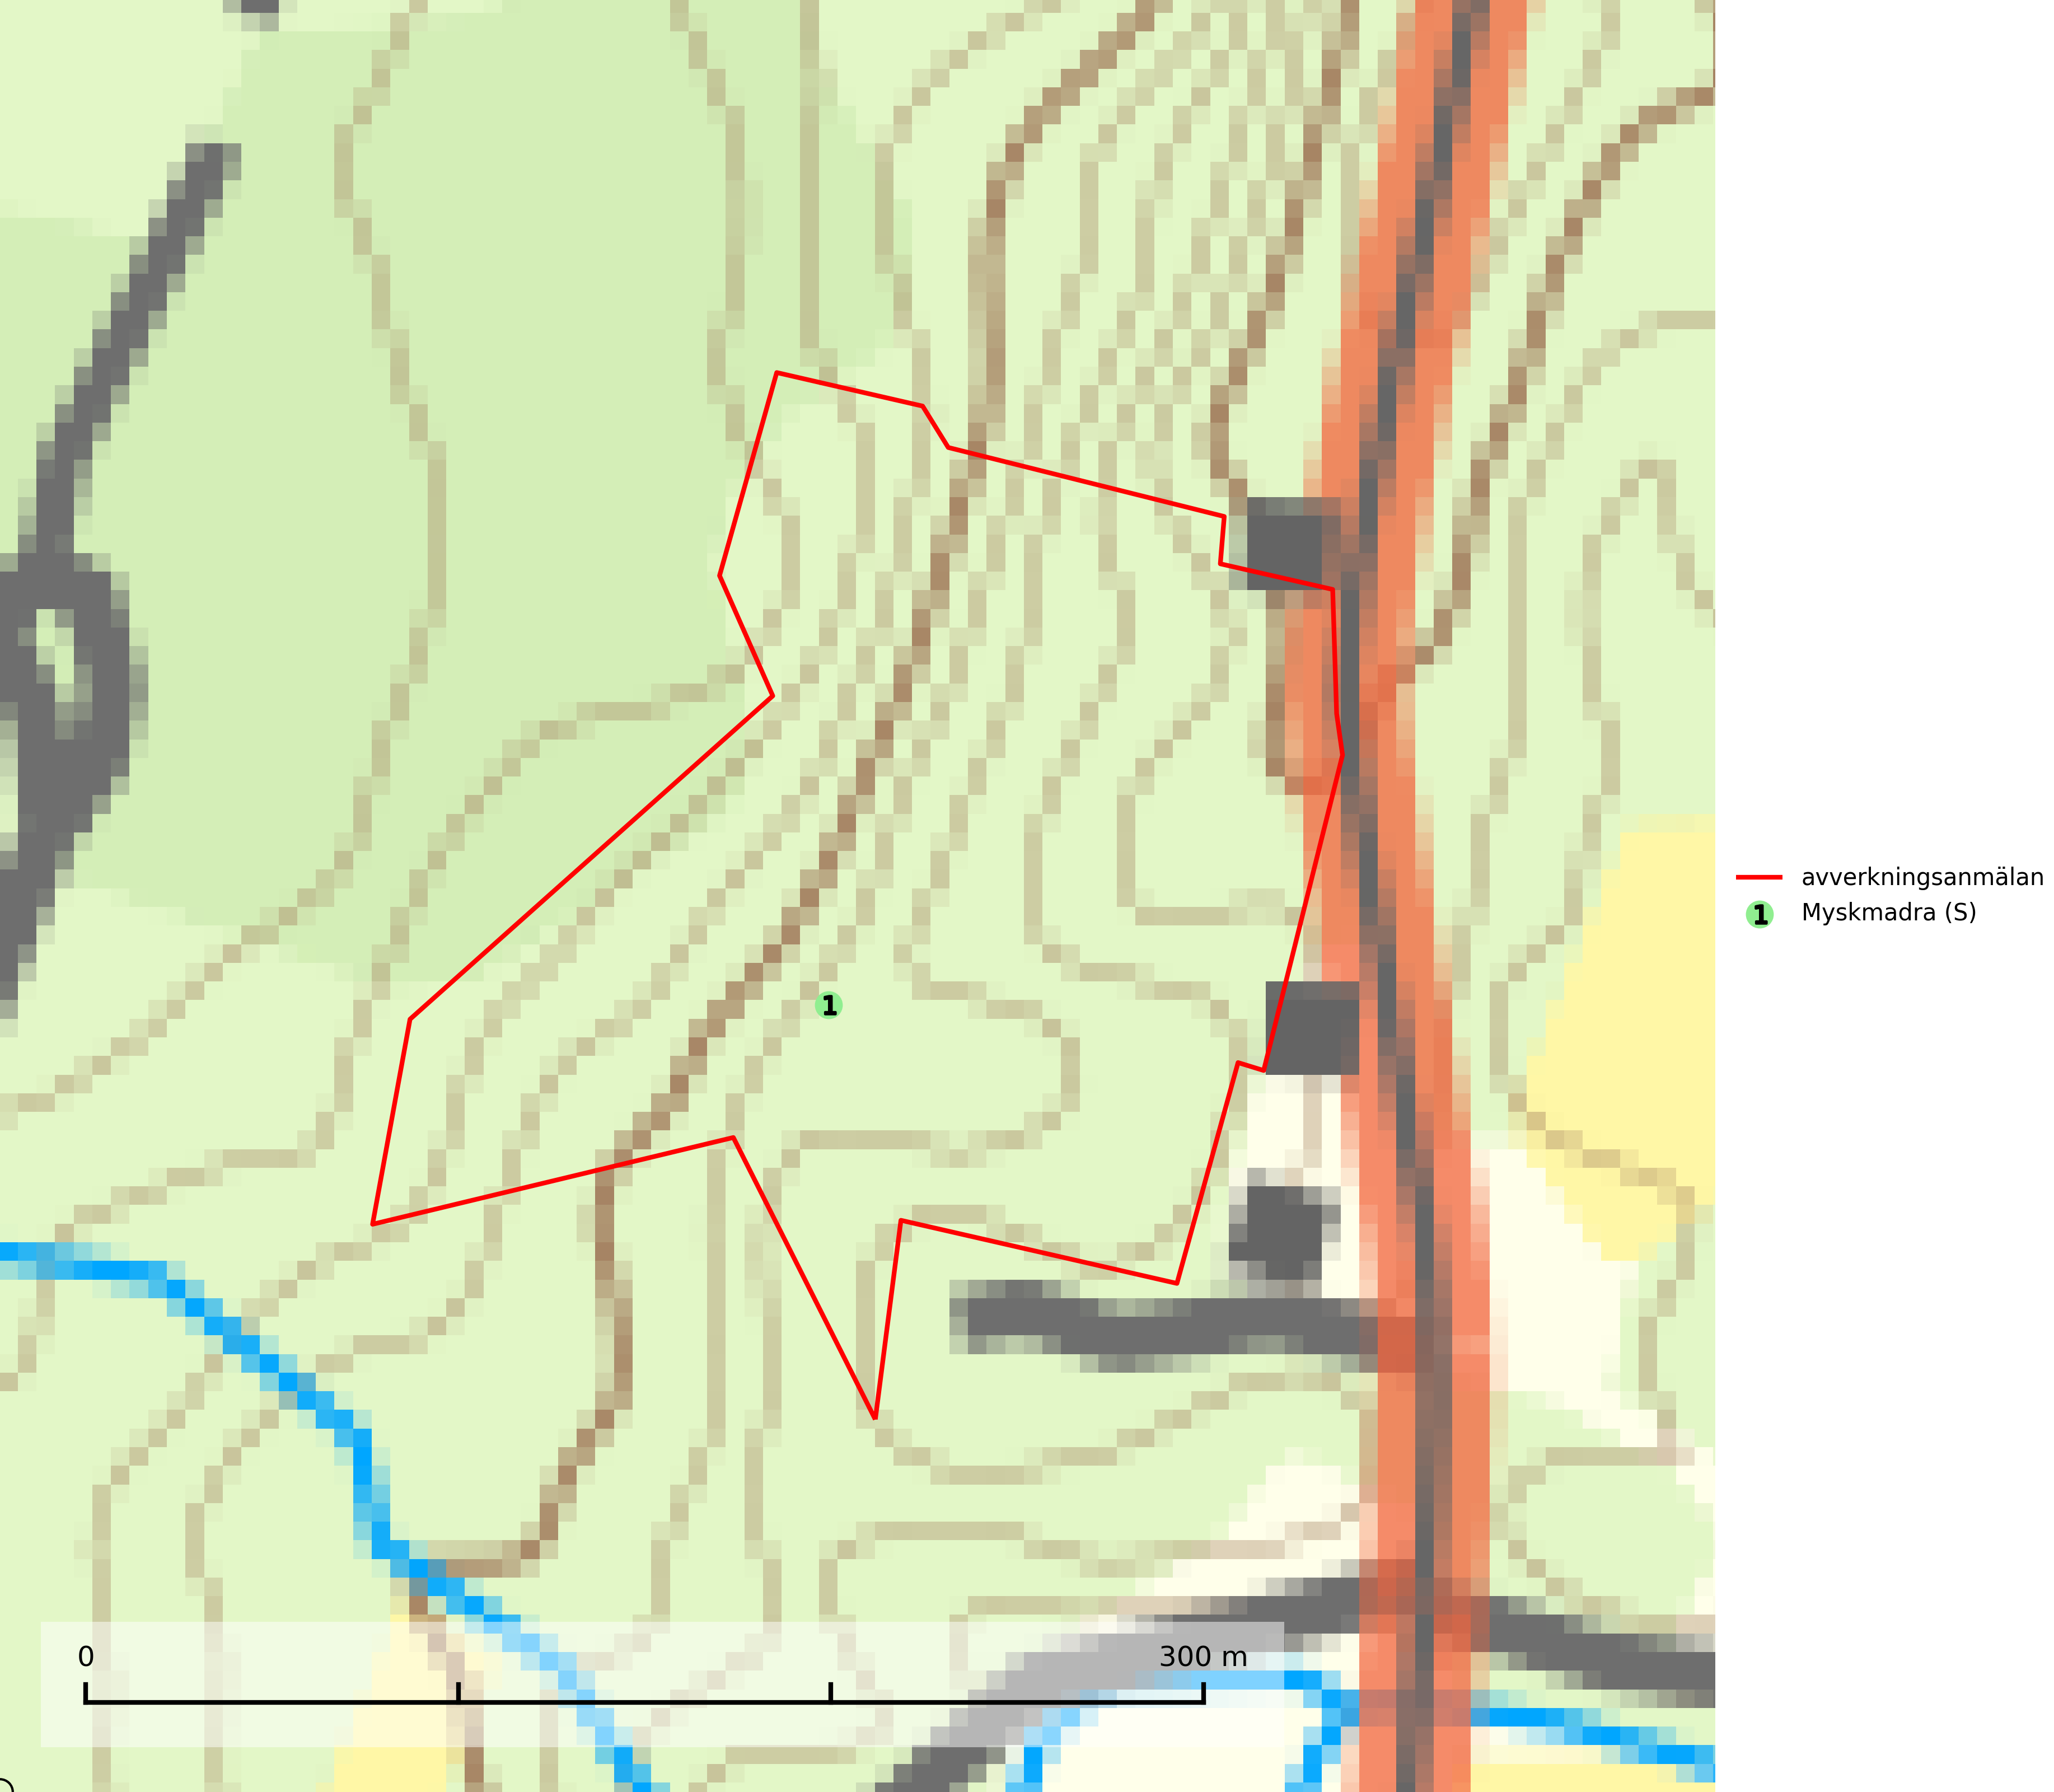 1
avverkningsanmälan
1 Myskmadra (S)
0 300 m